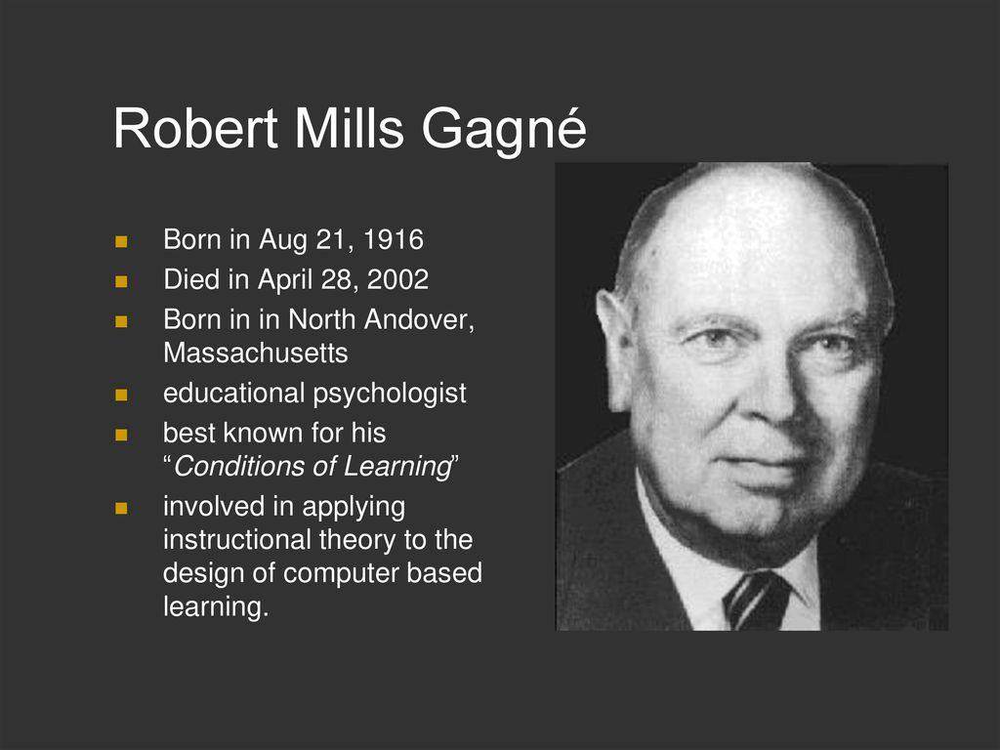 Robert Mills Gagné
Born in Aug 21, 1916
Died in April 28, 2002
Born in in North Andover,
Massachusetts
educational psychologist
best known for his
“Conditions of Learning”
involved in applying
instructional theory to the
design of computer based
learning.